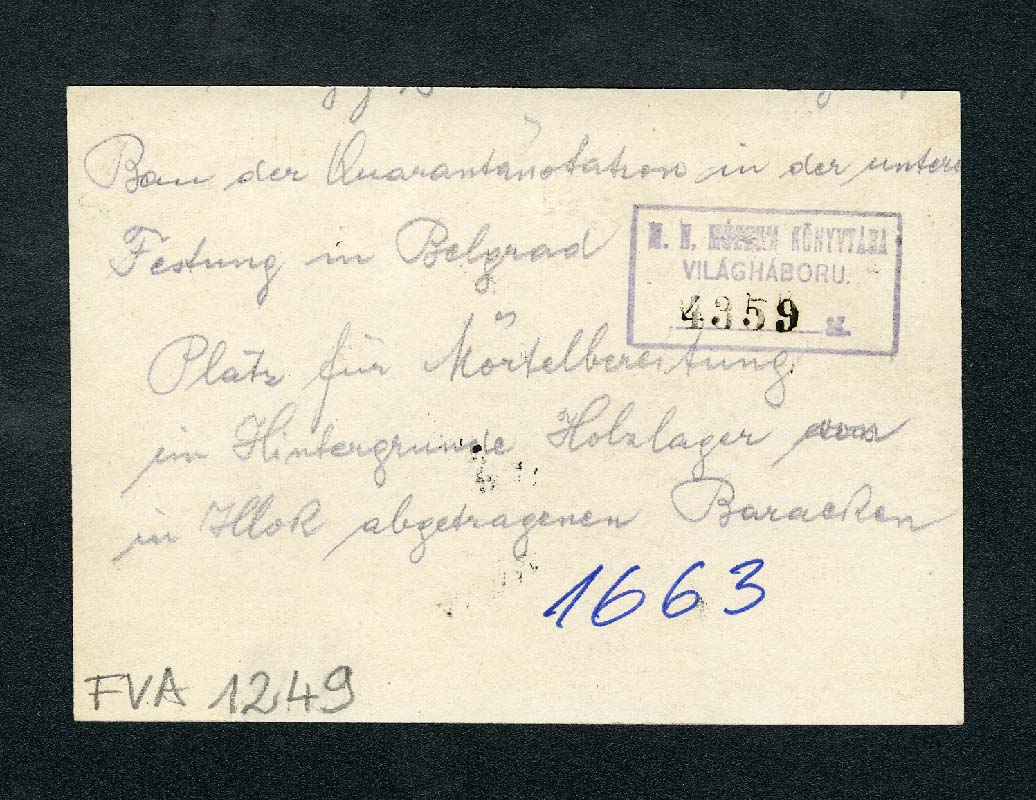 Bau der Quarantänstation in der untere
Festung in Belgrad
M. N. MÚZEUM KÖNYVTÁRA
VILÁGHÁBORU.
4359 sz.
Platz für Mörtelbereitung
im Hintergrunde Holzlager von
in Illok abgetragenen Baracken
1663
FVA 1249